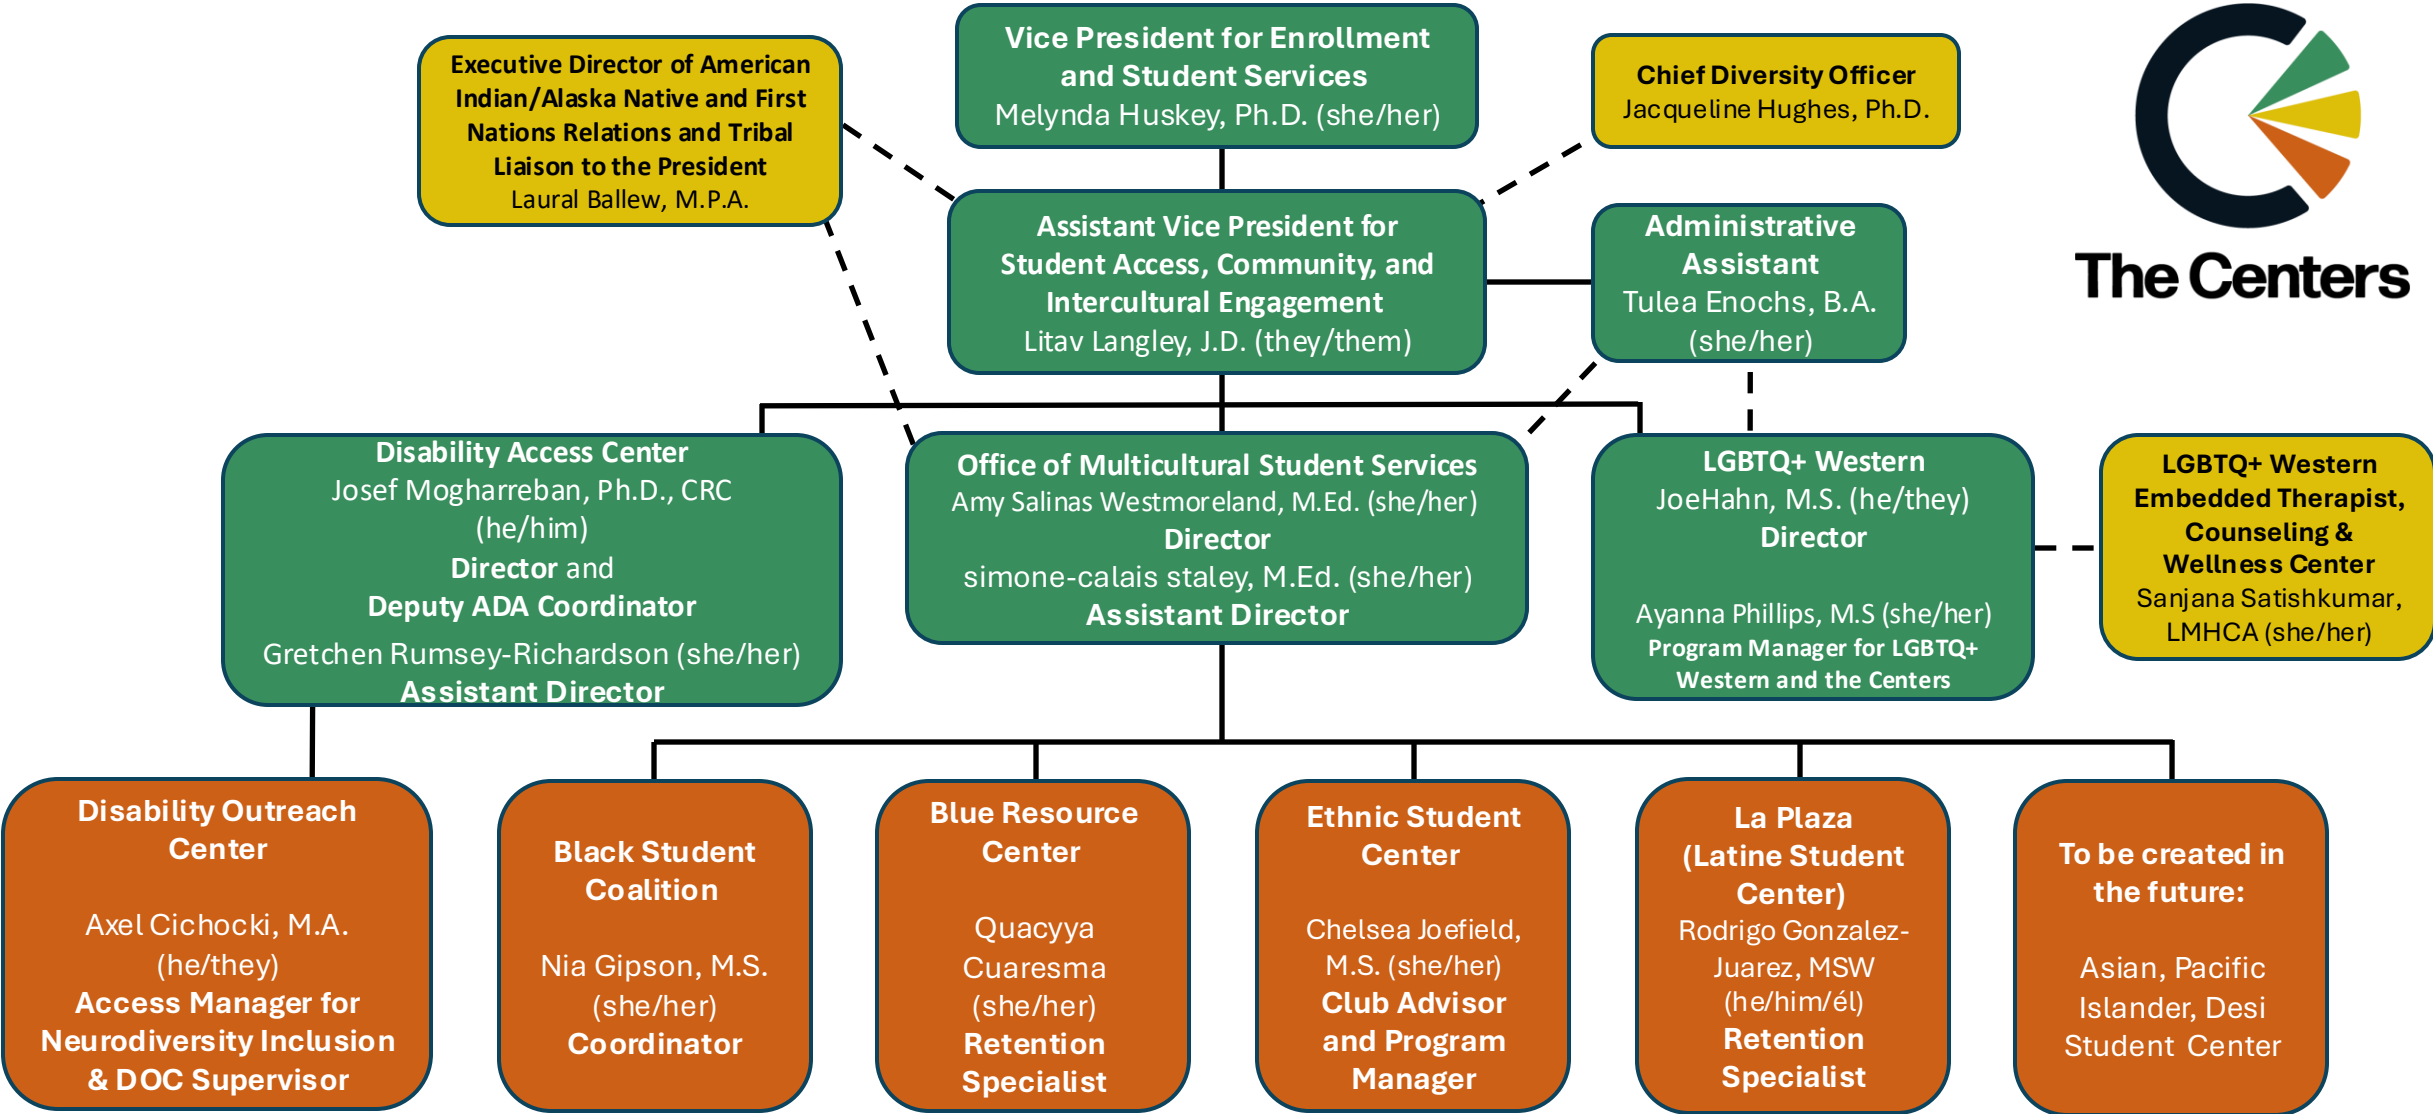 Vice President for Enrollment
and Student Services
Melynda Huskey, Ph.D. (she/her)
Executive Director of American
Indian/Alaska Native and First
Nations Relations and Tribal
Liaison to the President
Laural Ballew, M.P.A.
Chief Diversity Officer
Jacqueline Hughes, Ph.D.
The Centers
Assistant Vice President for
Student Access, Community, and
Intercultural Engagement
Litav Langley, J.D. (they/them)
Administrative
Assistant
Tulea Enochs, B.A.
(she/her)
Disability Access Center
Josef Mogharreban, Ph.D., CRC
(he/him)
Director and
Deputy ADA Coordinator
Gretchen Rumsey-Richardson (she/her)
Assistant Director
Office of Multicultural Student Services
Amy Salinas Westmoreland, M.Ed. (she/her)
Director
simone-calais staley, M.Ed. (she/her)
Assistant Director
LGBTQ+ Western
JoeHahn, M.S. (he/they)
Director
Ayanna Phillips, M.S (she/her)
Program Manager for LGBTQ+
Western and the Centers
LGBTQ+ Western
Embedded Therapist,
Counseling &
Wellness Center
Sanjana Satishkumar,
LMHCA (she/her)
Disability Outreach
Center
Axel Cichocki, M.A.
(he/they)
Access Manager for
Neurodiversity Inclusion
& DOC Supervisor
Black Student
Coalition
Nia Gipson, M.S.
(she/her)
Coordinator
Blue Resource
Center
Quacyya
Cuaresma
(she/her)
Retention
Specialist
Ethnic Student
Center
Chelsea Joefield,
M.S. (she/her)
Club Advisor
and Program
Manager
La Plaza
(Latine Student
Center)
Rodrigo Gonzalez-
Juarez, MSW
(he/him/él)
Retention
Specialist
To be created in
the future:
Asian, Pacific
Islander, Desi
Student Center